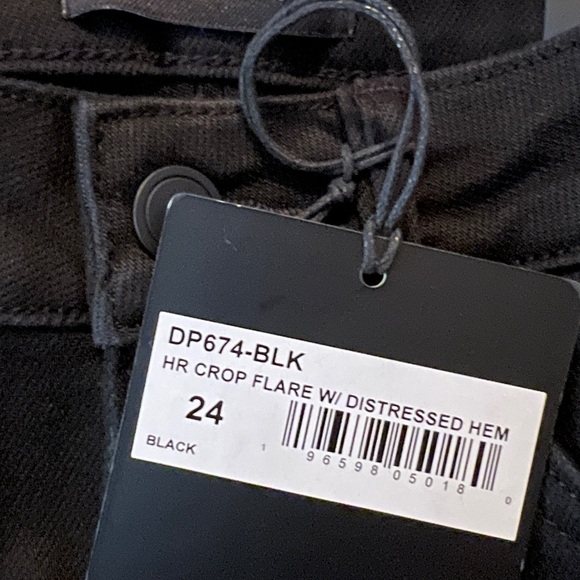 DP674-BLK
HR CROP FLARE W/ DISTRESSED HEM
24
BLACK
1 96598 05018 0